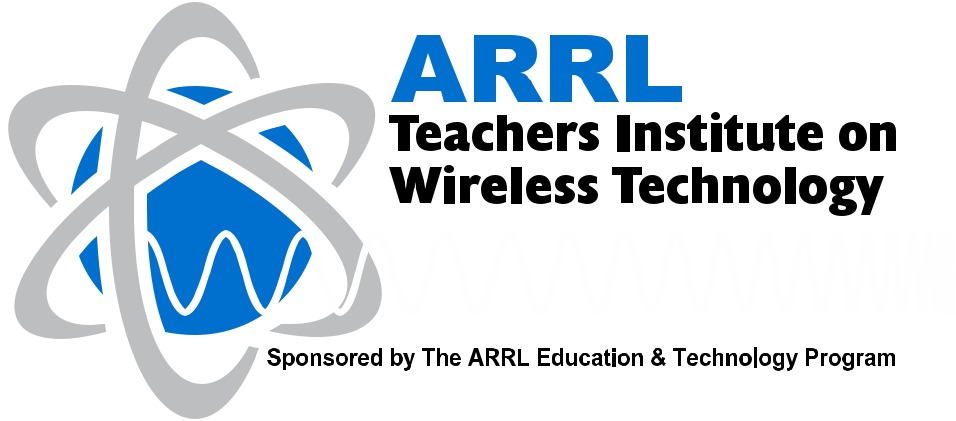 ARRL
Teachers Institute on
Wireless Technology
Sponsored by The ARRL Education & Technology Program